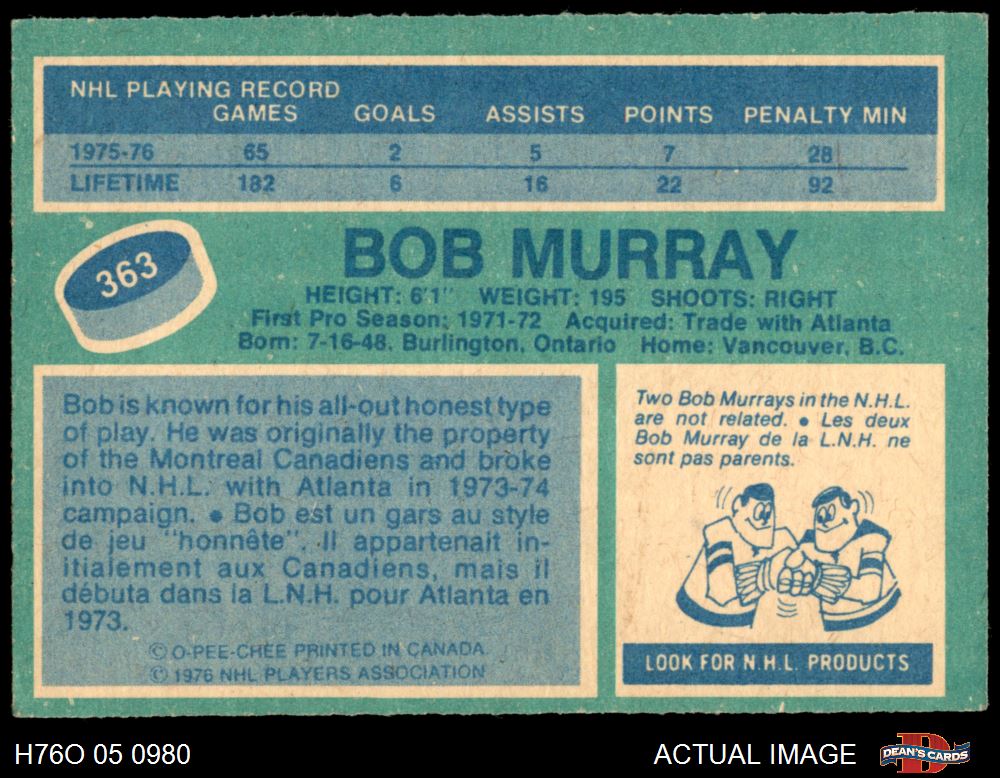 NHL PLAYING RECORD
GAMES GOALS ASSISTS POINTS PENALTY MIN
1975-76 65 2 5 7 28
LIFETIME 182 6 16 22 92
363
BOB MURRAY
HEIGHT: 6'1" WEIGHT: 195 SHOOTS: RIGHT
First Pro Season: 1971-72 Acquired: Trade with Atlanta
Born: 7-16-48, Burlington, Ontario Home: Vancouver, B.C.
Bob is known for his all-out honest type
of play. He was originally the property
of the Montreal Canadiens and broke
into N.H.L. with Atlanta in 1973-74
campaign. ● Bob est un gars au style
de jeu "honnête". Il appartenait in-
itialement aux Canadiens, mais il
débuta dans la L.N.H. pour Atlanta en
1973.
© O-PEE-CHEE PRINTED IN CANADA
© 1976 NHL PLAYERS ASSOCIATION
Two Bob Murrays in the N.H.L.
are not related. ● Les deux
Bob Murray de la L.N.H. ne
sont pas parents.
LOOK FOR N.H.L. PRODUCTS
H76O 05 0980
ACTUAL IMAGE
DEAN'S CARDS